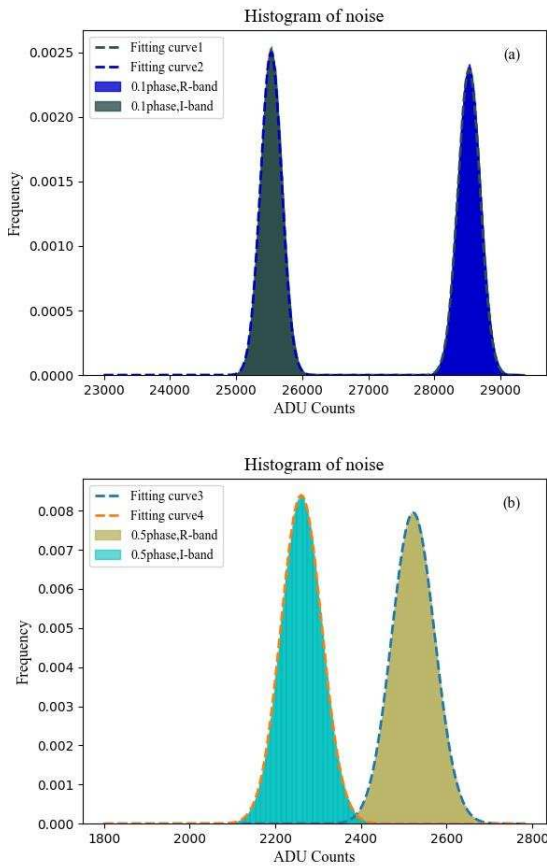 Histogram of noise
Fitting curve1
Fitting curve2
0.1phase,R-band
0.1phase,I-band
(a)
0.0025
0.0020
0.0015
0.0010
0.0005
0.0000
Frequency
23000 24000 25000 26000 27000 28000 29000
ADU Counts
Histogram of noise
Fitting curve3
Fitting curve4
0.5phase,R-band
0.5phase,I-band
(b)
0.008
0.007
0.006
0.005
0.004
0.003
0.002
0.001
0.000
Frequency
1800 2000 2200 2400 2600 2800
ADU Counts